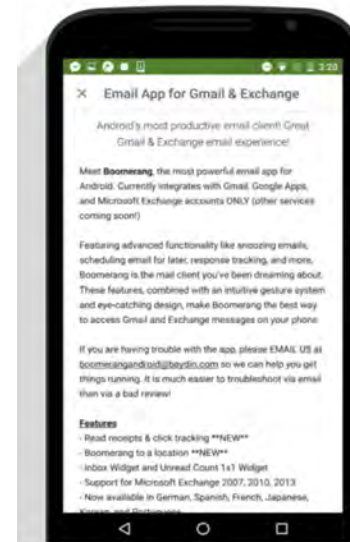 3:20
Email App for Gmail & Exchange
Android's most productive email client! Great
Gmail & Exchange email experience!
Meet Boomerang, the most powerful email app for
Android. Currently integrates with Gmail, Google Apps,
and Microsoft Exchange accounts ONLY (other services
coming soon!)
Featuring advanced functionality like snoozing emails,
scheduling email for later, response tracking, and more,
Boomerang is the mail client you've been dreaming about.
These features, combined with an intuitive gesture system
and eye-catching design, make Boomerang the best way
to access Gmail and Exchange messages on your phone.
If you are having trouble with the app, please EMAIL US at
boomerangandroid@baydin.com so we can help you get
things running. It is much easier to troubleshoot via email
than via a bad review!
Features
- Read receipts & click tracking **NEW**
- Boomerang to a location **NEW**
- Inbox Widget and Unread Count 1x1 Widget
- Support for Microsoft Exchange 2007, 2010, 2013
- Now available in German, Spanish, French, Japanese,
Korean, and Portuguese